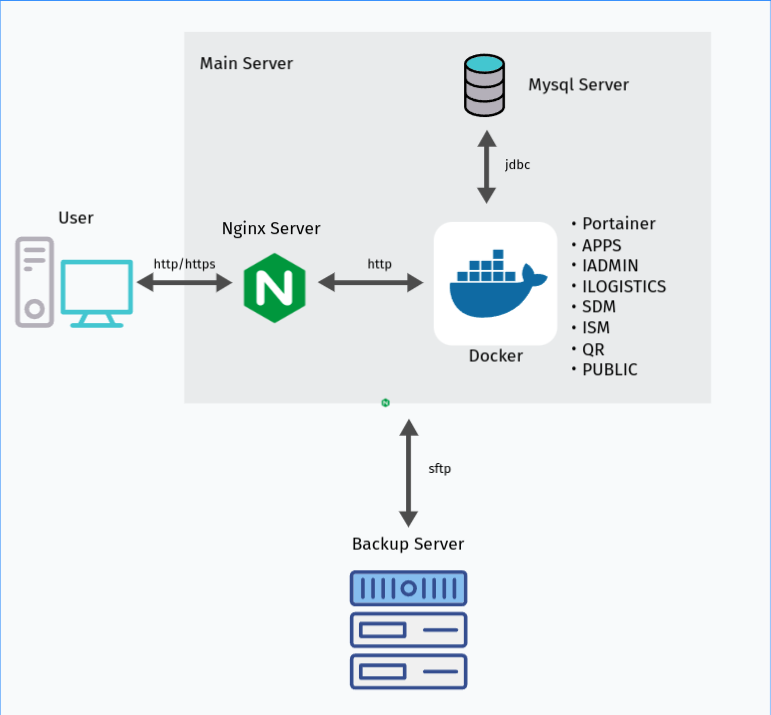 Main Server
Mysql Server
jdbc
User
Nginx Server
http/https
http
N
Docker
• Portainer
• APPS
• IADMIN
• ILOGISTICS
• SDM
• ISM
• QR
• PUBLIC
N
sftp
Backup Server